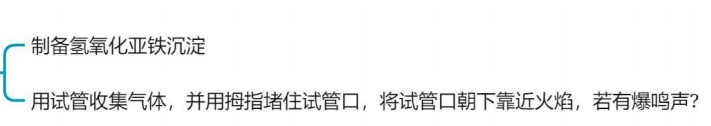 制备氢氧化亚铁沉淀
用试管收集气体，并用拇指堵住试管口，将试管口朝下靠近火焰，若有爆鸣声?